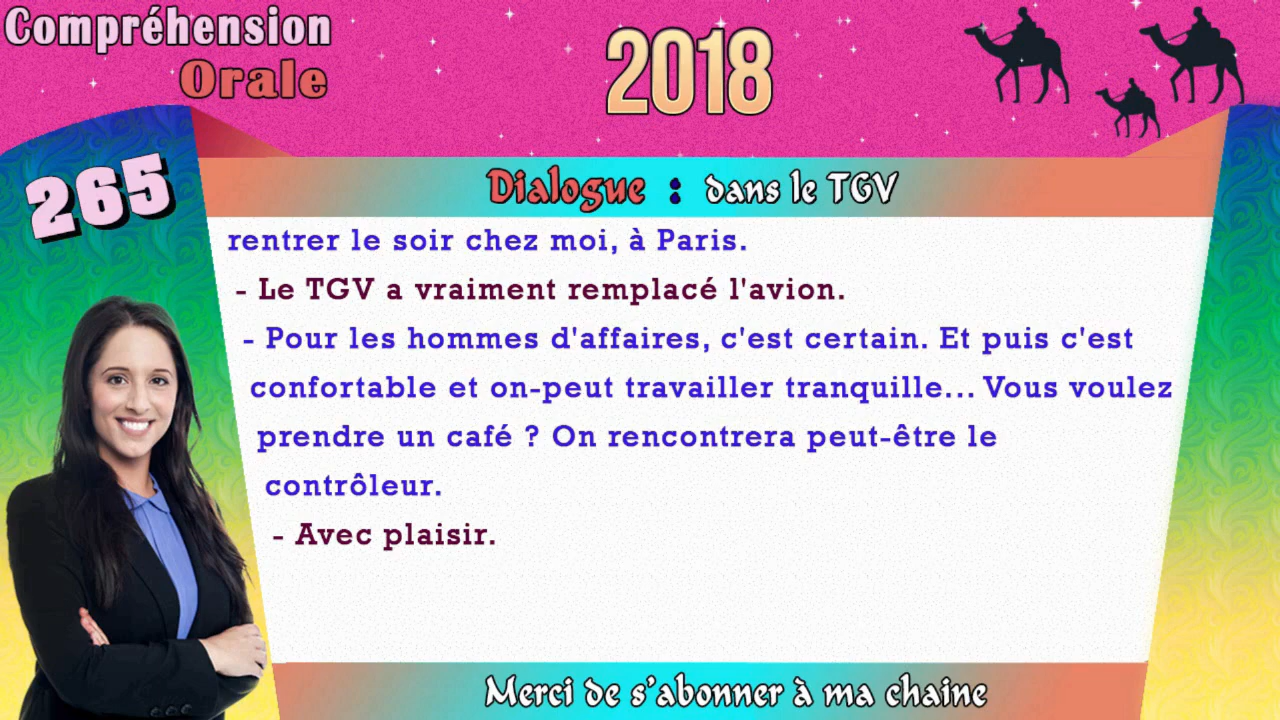 Compréhension
Orale
2018
265
Dialogue : dans le TGV
rentrer le soir chez moi, à Paris.
- Le TGV a vraiment remplacé l'avion.
- Pour les hommes d'affaires, c'est certain. Et puis c'est
confortable et on-peut travailler tranquille... Vous voulez
prendre un café ? On rencontrera peut-être le
contrôleur.
- Avec plaisir.
Merci de s'abonner à ma chaine